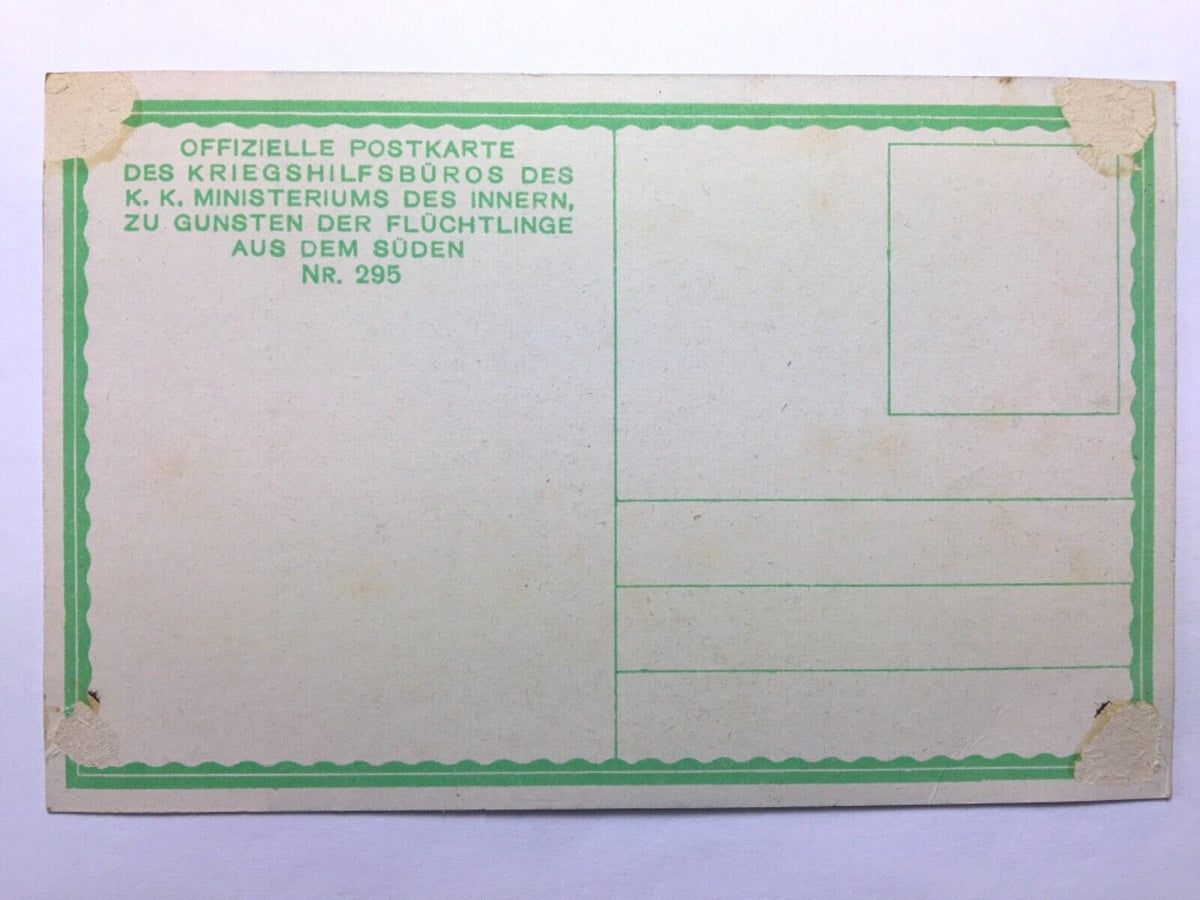 OFFIZIELLE POSTKARTE
DES KRIEGSHILFSBÜROS DES
K. K. MINISTERIUMS DES INNERN,
ZU GUNSTEN DER FLÜCHTLINGE
AUS DEM SÜDEN
NR. 295